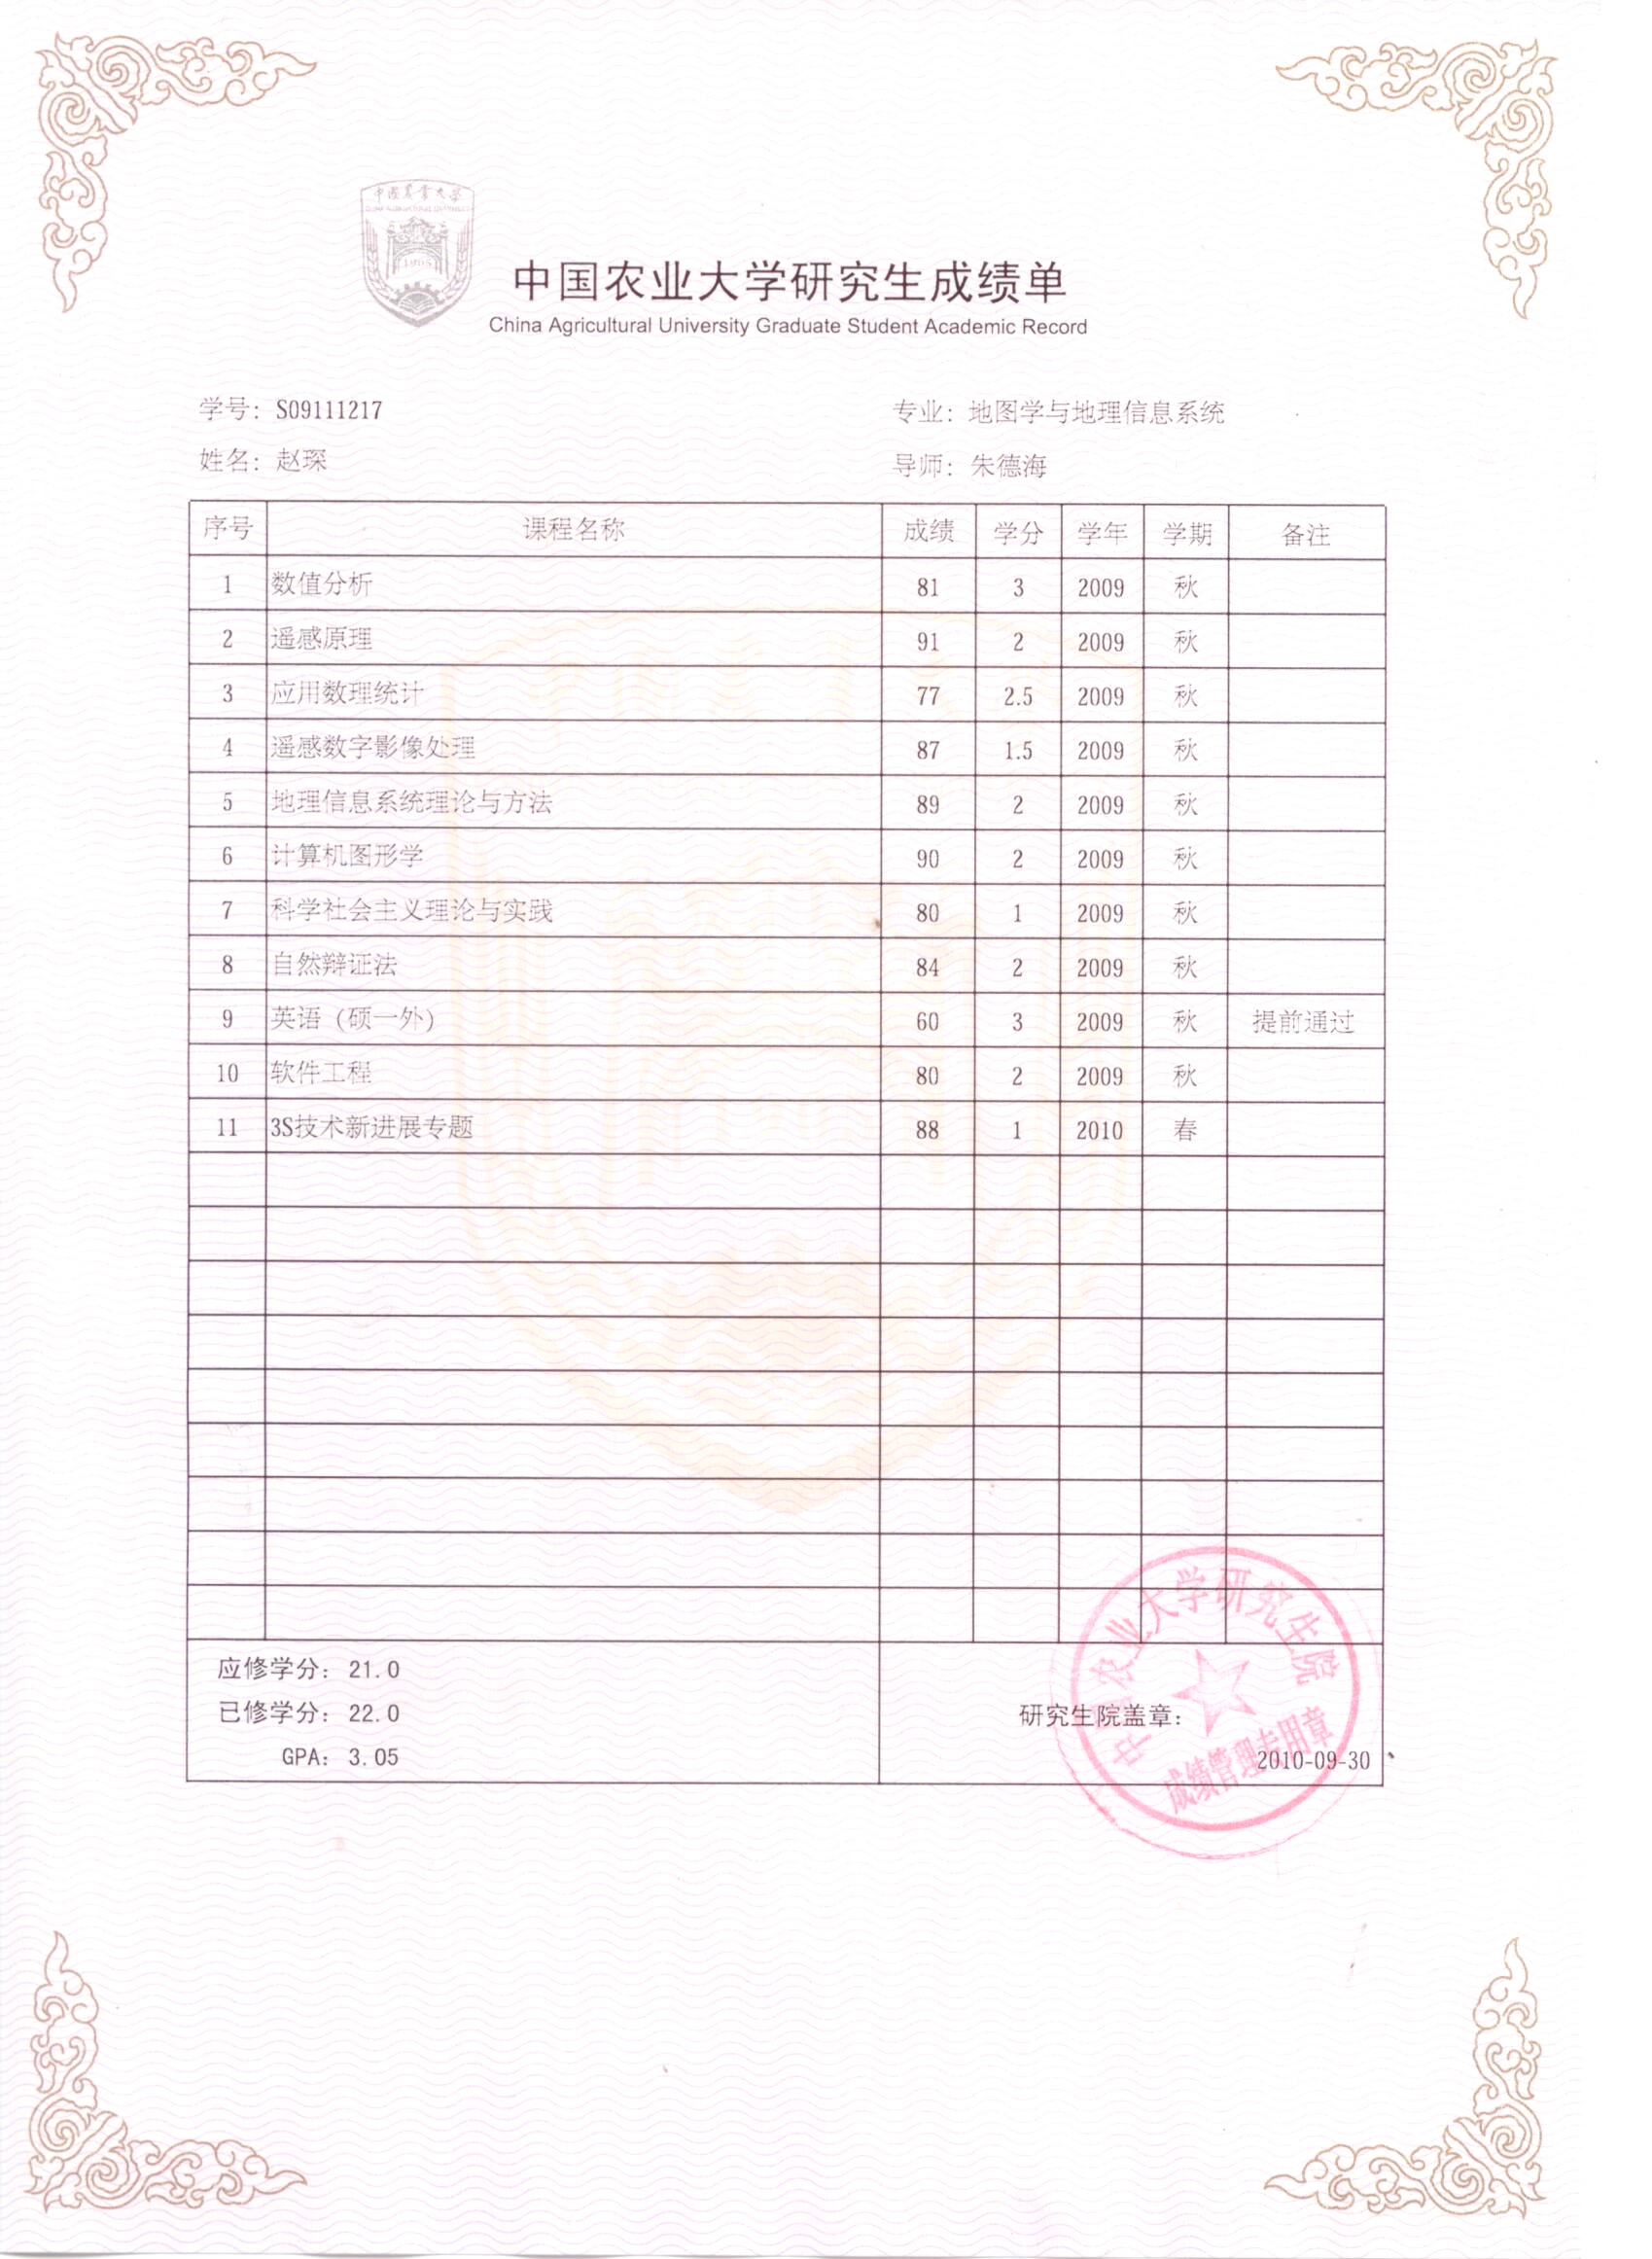 中国农业大学
1905
中国农业大学研究生成绩单
China Agricultural University Graduate Student Academic Record
学号: S09111217 专业: 地图学与地理信息系统
姓名: 赵琛 导师: 朱德海
序号 课程名称 成绩 学分 学年 学期 备注
1 数值分析 81 3 2009 秋
2 遥感原理 91 2 2009 秋
3 应用数理统计 77 2.5 2009 秋
4 遥感数字影像处理 87 1.5 2009 秋
5 地理信息系统理论与方法 89 2 2009 秋
6 计算机图形学 90 2 2009 秋
7 科学社会主义理论与实践 80 1 2009 秋
8 自然辩证法 84 2 2009 秋
9 英语（硕一外） 60 3 2009 秋 提前通过
10 软件工程 80 2 2009 秋
11 3S技术新进展专题 88 1 2010 春
应修学分: 21.0
已修学分: 22.0
GPA: 3.05
研究生院盖章:
2010-09-30
中国农业大学研究生院
成绩管理专用章